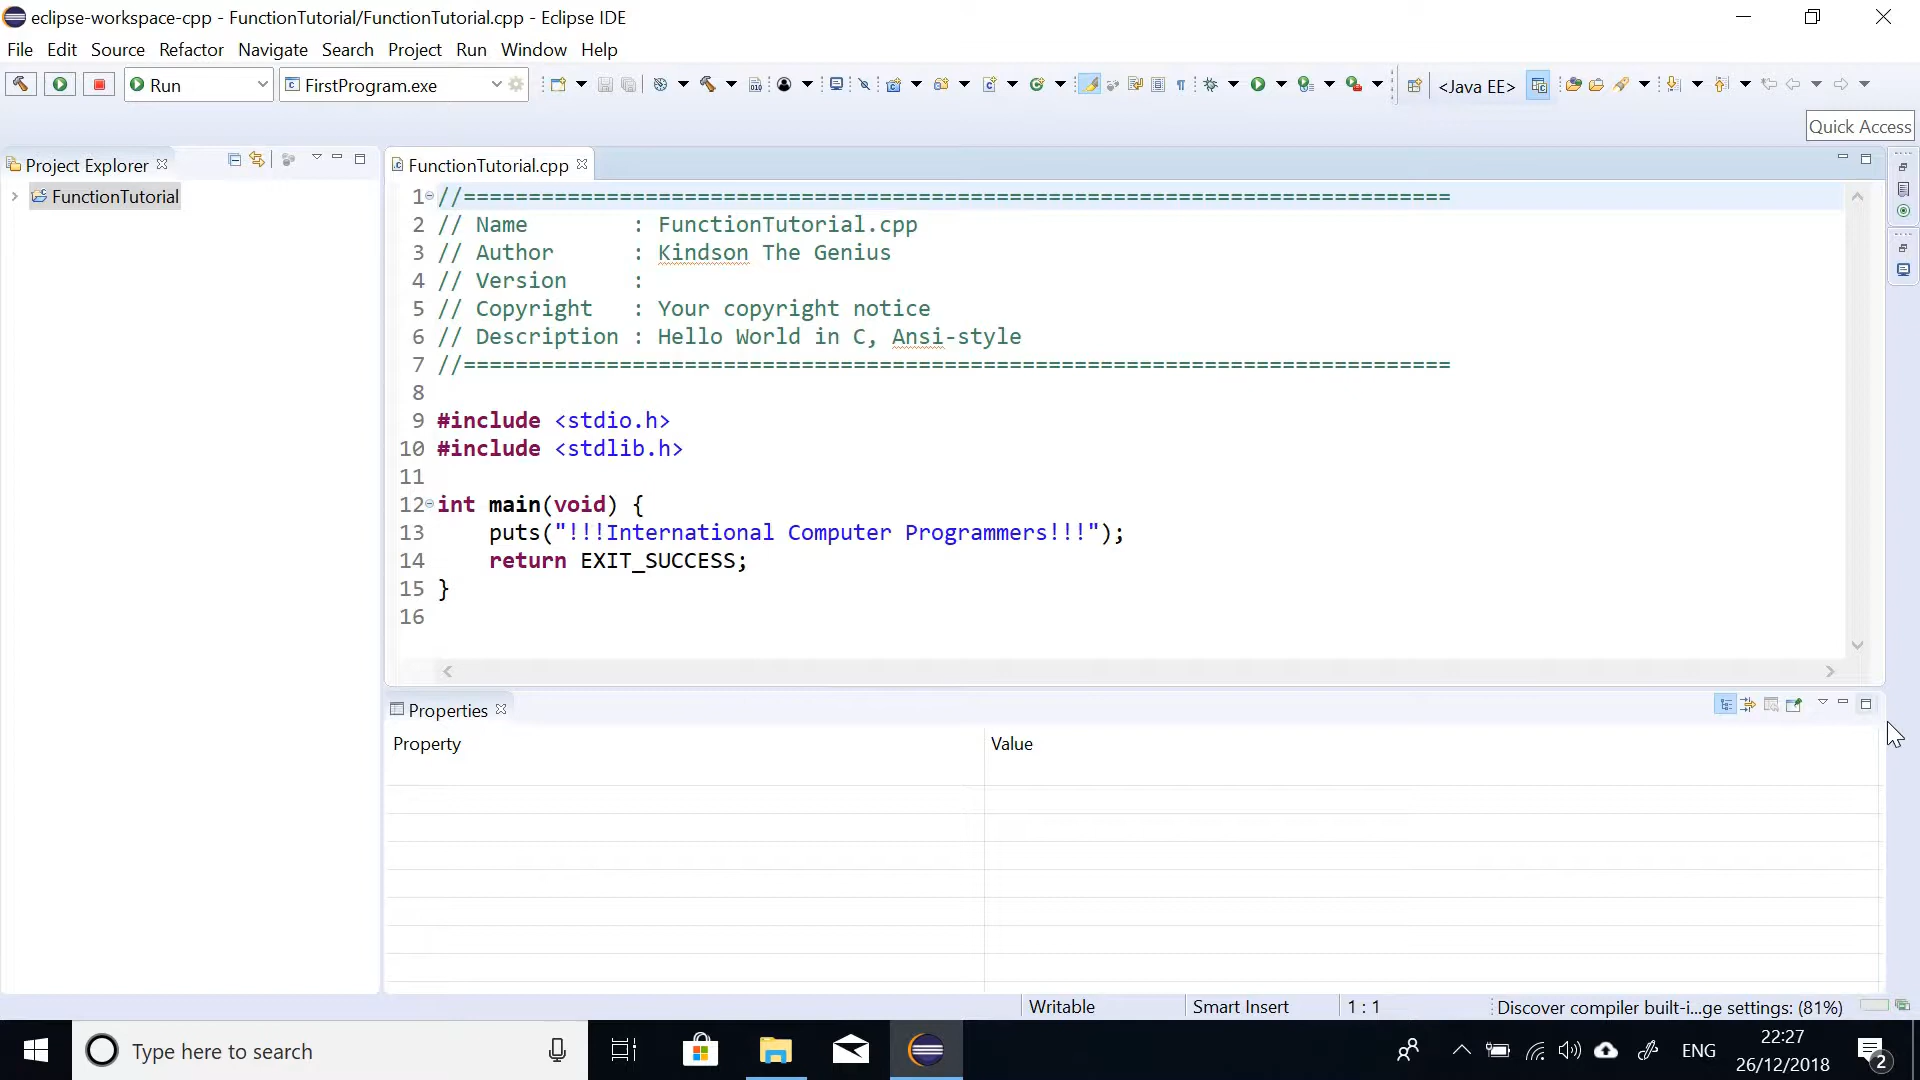 eclipse-workspace-cpp - FunctionTutorial/FunctionTutorial.cpp - Eclipse IDE
File Edit Source Refactor Navigate Search Project Run Window Help
Run FirstProgram.exe <Java EE>
Quick Access
Project Explorer
FunctionTutorial
FunctionTutorial.cpp
1 //============================================================================
2 // Name        : FunctionTutorial.cpp
3 // Author      : Kindson The Genius
4 // Version     :
5 // Copyright   : Your copyright notice
6 // Description : Hello World in C, Ansi-style
7 //============================================================================
8
9 #include <stdio.h>
10 #include <stdlib.h>
11
12 int main(void) {
13     puts("!!!International Computer Programmers!!!");
14     return EXIT_SUCCESS;
15 }
16
Properties
Property Value
Writable Smart Insert 1 : 1 Discover compiler built-i...ge settings: (81%)
Type here to search
ENG
22:27
26/12/2018
2